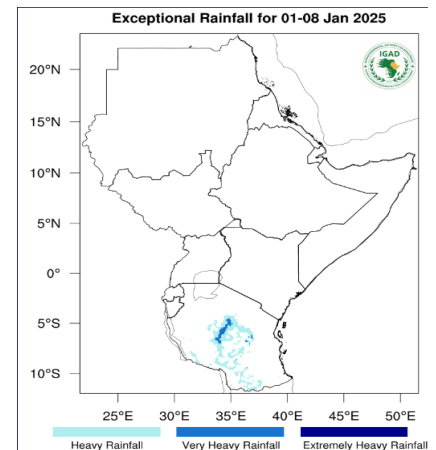 Exceptional Rainfall for 01-08 Jan 2025
IGAD
20°N
15°N
10°N
5°N
0°
5°S
10°S
25°E 30°E 35°E 40°E 45°E 50°E
Heavy Rainfall Very Heavy Rainfall Extremely Heavy Rainfall